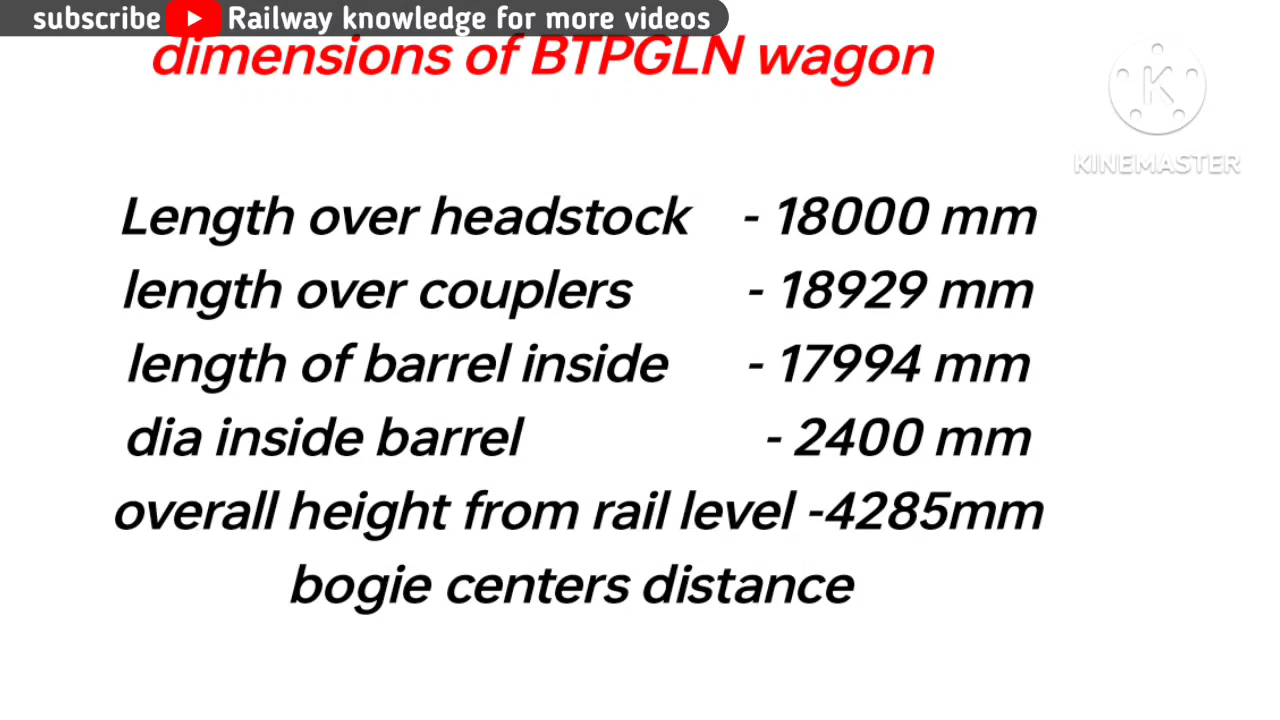 subscribe Railway knowledge for more videos
dimensions of BTPGLN wagon
K
KINEMASTER
Length over headstock - 18000 mm
length over couplers - 18929 mm
length of barrel inside - 17994 mm
dia inside barrel - 2400 mm
overall height from rail level -4285mm
bogie centers distance